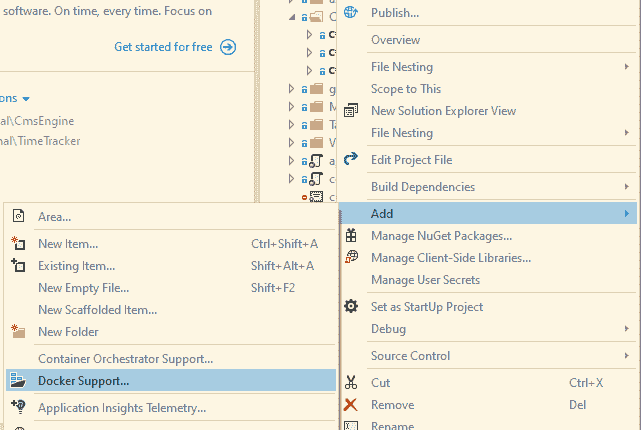 software. On time, every time. Focus on
Get started for free
ons
al\CmsEngine
nal\TimeTracker
C
C
C
C
g
M
Ta
V
a
c
c
Publish...
Overview
File Nesting
Scope to This
New Solution Explorer View
File Nesting
Edit Project File
Build Dependencies
Add
Manage NuGet Packages...
Manage Client-Side Libraries...
Manage User Secrets
Set as StartUp Project
Debug
Source Control
Cut Ctrl+X
Remove Del
Rename
Area...
New Item... Ctrl+Shift+A
Existing Item... Shift+Alt+A
New Empty File... Shift+F2
New Scaffolded Item...
New Folder
Container Orchestrator Support...
Docker Support...
Application Insights Telemetry...